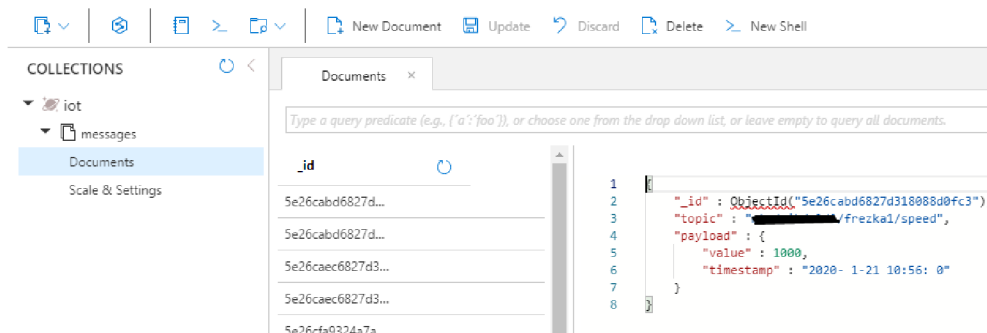 New Document Update Discard Delete New Shell
COLLECTIONS
iot
messages
Documents
Scale & Settings
Documents ×
Type a query predicate (e.g., {´a´:´foo´}), or choose one from the drop down list, or leave empty to query all documents.
_id
5e26cabd6827d...
5e26cabd6827d...
5e26caec6827d3...
5e26caec6827d3...
5e26cfa9324a7a
1 {
2 "_id" : ObjectId("5e26cabd6827d318088d0fc3")
3 "topic" : "/frezka1/speed",
4 "payload" : {
5 "value" : 1000,
6 "timestamp" : "2020- 1-21 10:56: 0"
7 }
8 }